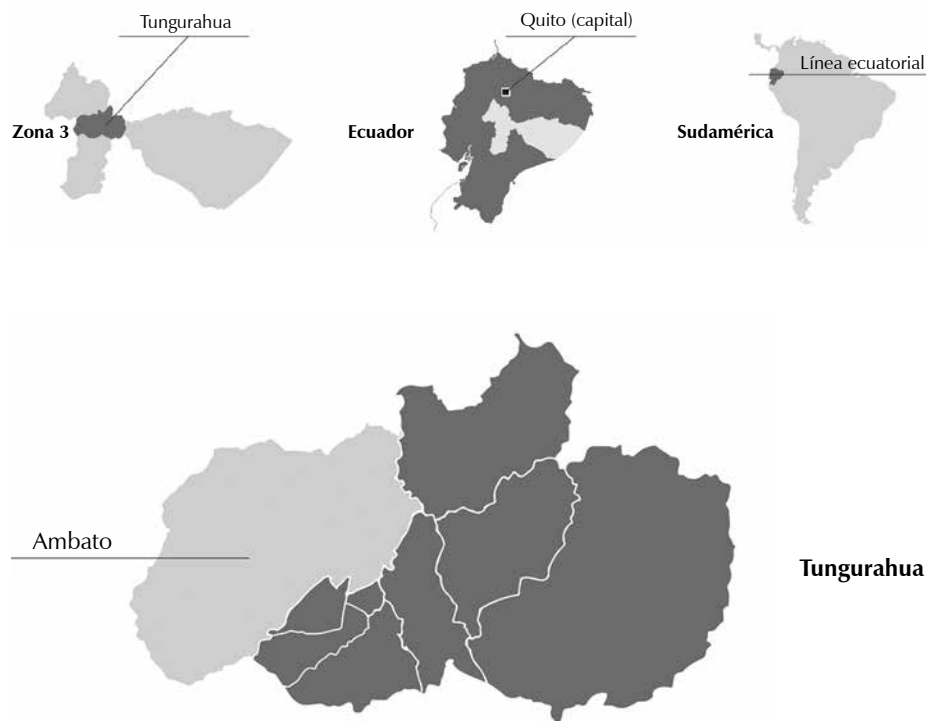 Tungurahua
Quito (capital)
Línea ecuatorial
Zona 3
Ecuador
Sudamérica
Ambato
Tungurahua